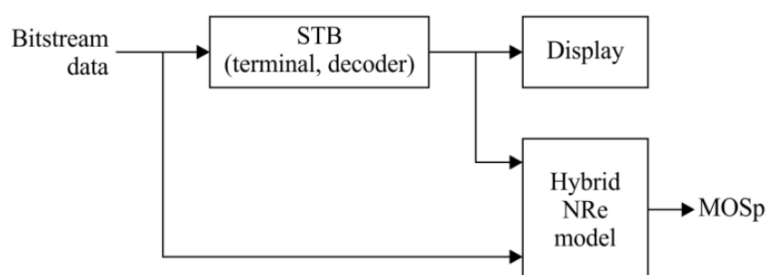 Bitstream
data
STB
(terminal, decoder)
Display
Hybrid
NRe
model
MOSp